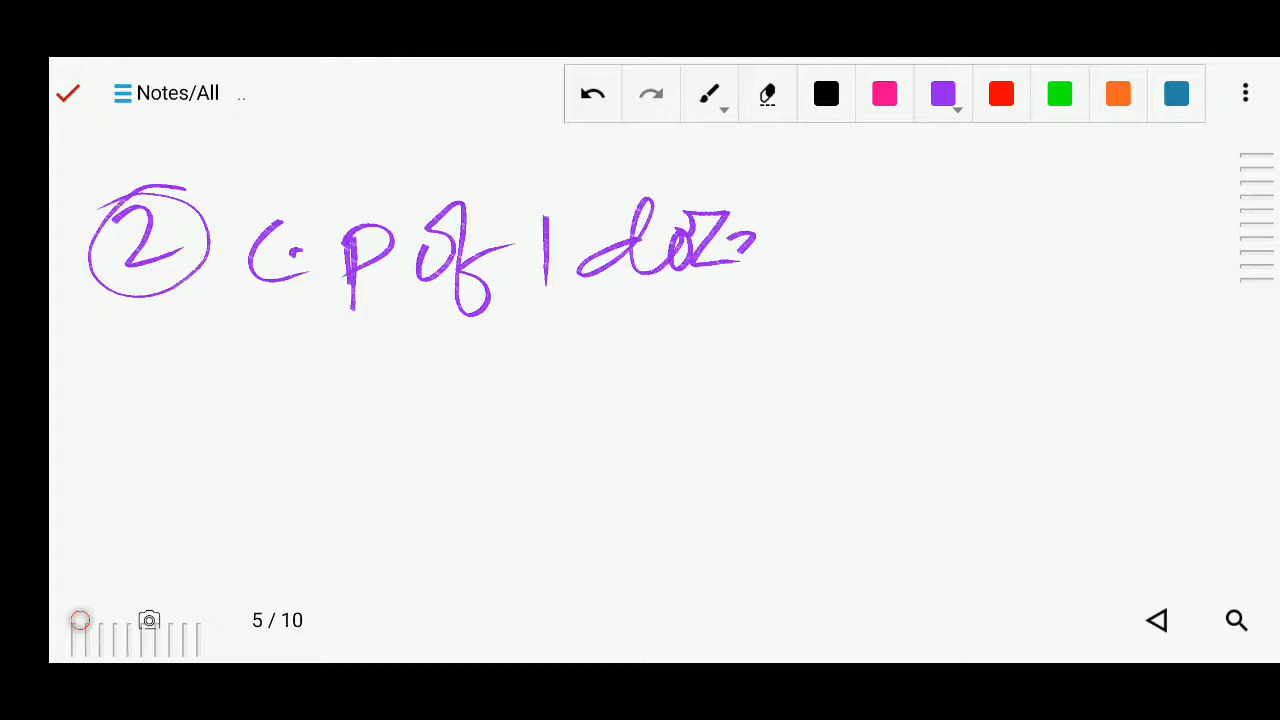 Notes/All ..
② C.P of 1 doz
5 / 10